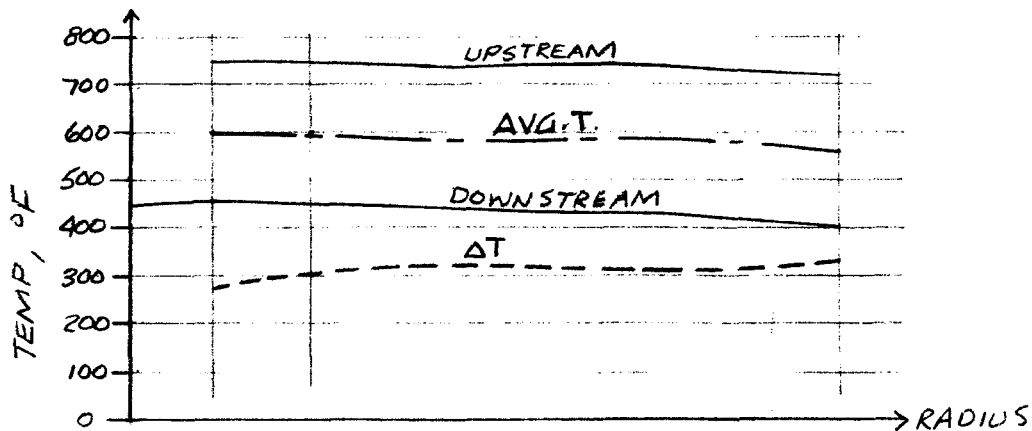 800
UPSTREAM
700
600
AVG.T.
500
DOWNSTREAM
400
ΔT
300
200
100
0
TEMP, °F
RADIUS